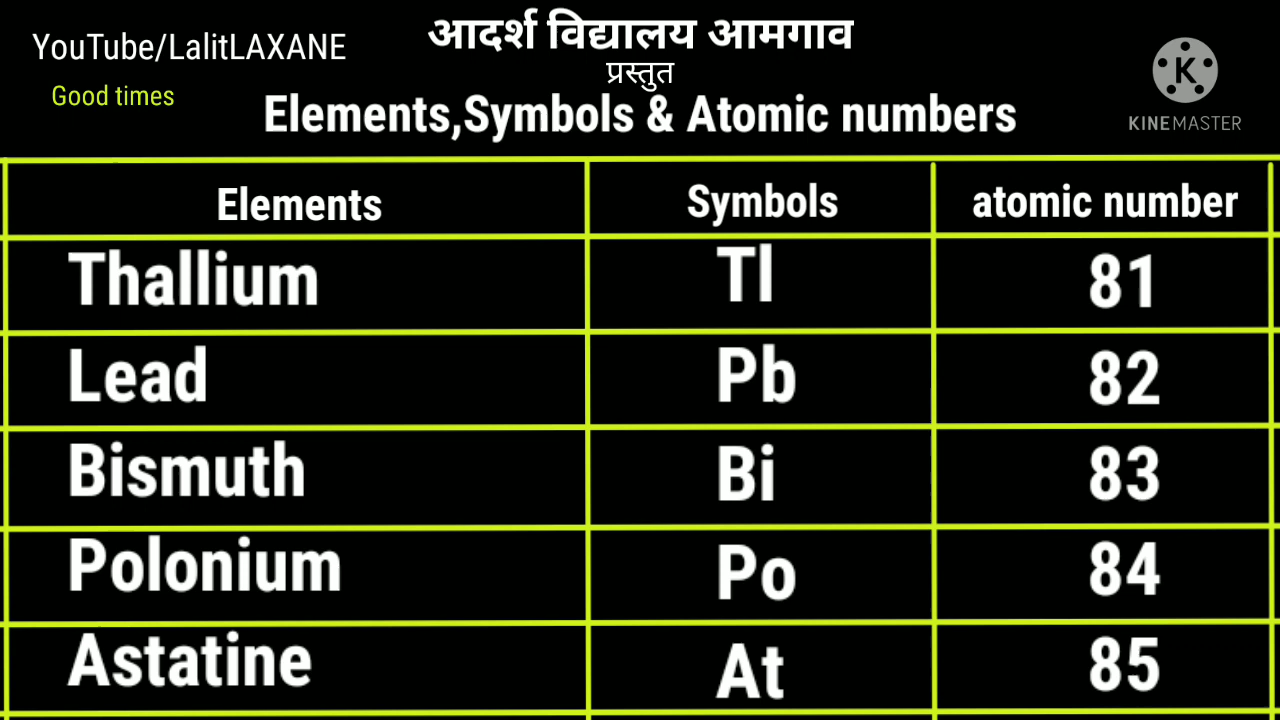 YouTube/LalitLAXANE
Good times
आदर्श विद्यालय आमगाव
प्रस्तुत
Elements,Symbols & Atomic numbers
K
KINEMASTER
Elements Symbols atomic number
Thallium Tl 81
Lead Pb 82
Bismuth Bi 83
Polonium Po 84
Astatine At 85